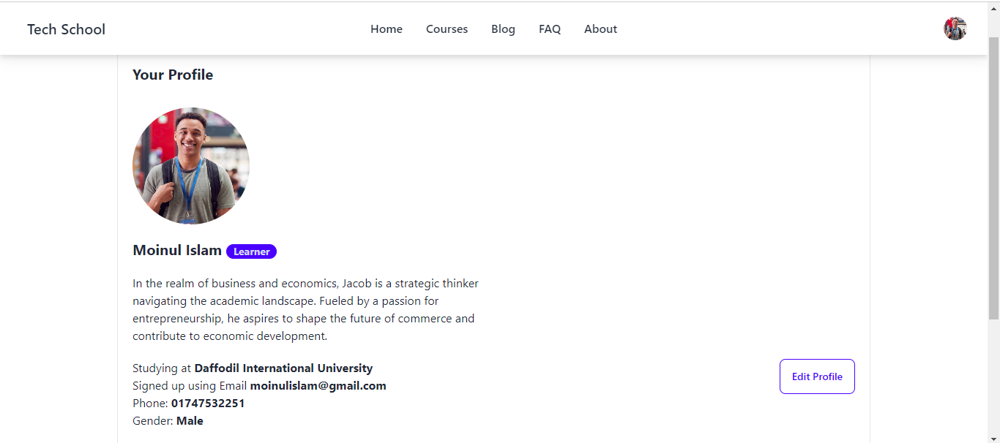 Tech School
Home Courses Blog FAQ About
Your Profile
Moinul Islam Learner
In the realm of business and economics, Jacob is a strategic thinker
navigating the academic landscape. Fueled by a passion for
entrepreneurship, he aspires to shape the future of commerce and
contribute to economic development.
Studying at Daffodil International University
Signed up using Email moinulislam@gmail.com
Edit Profile
Phone: 01747532251
Gender: Male